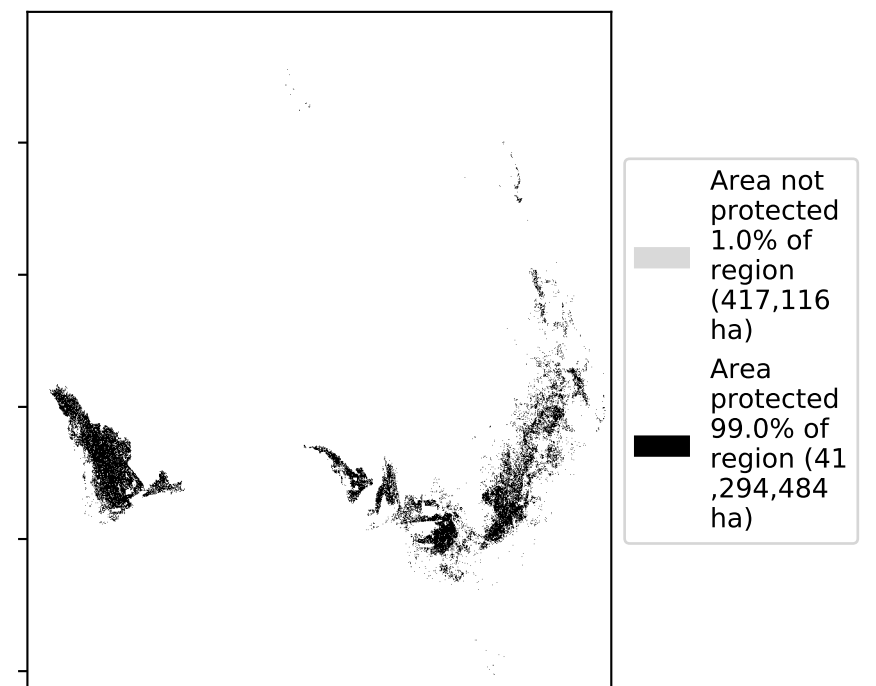 Area not
protected
1.0% of
region
(417,116
ha)
Area
protected
99.0% of
region (41
,294,484
ha)